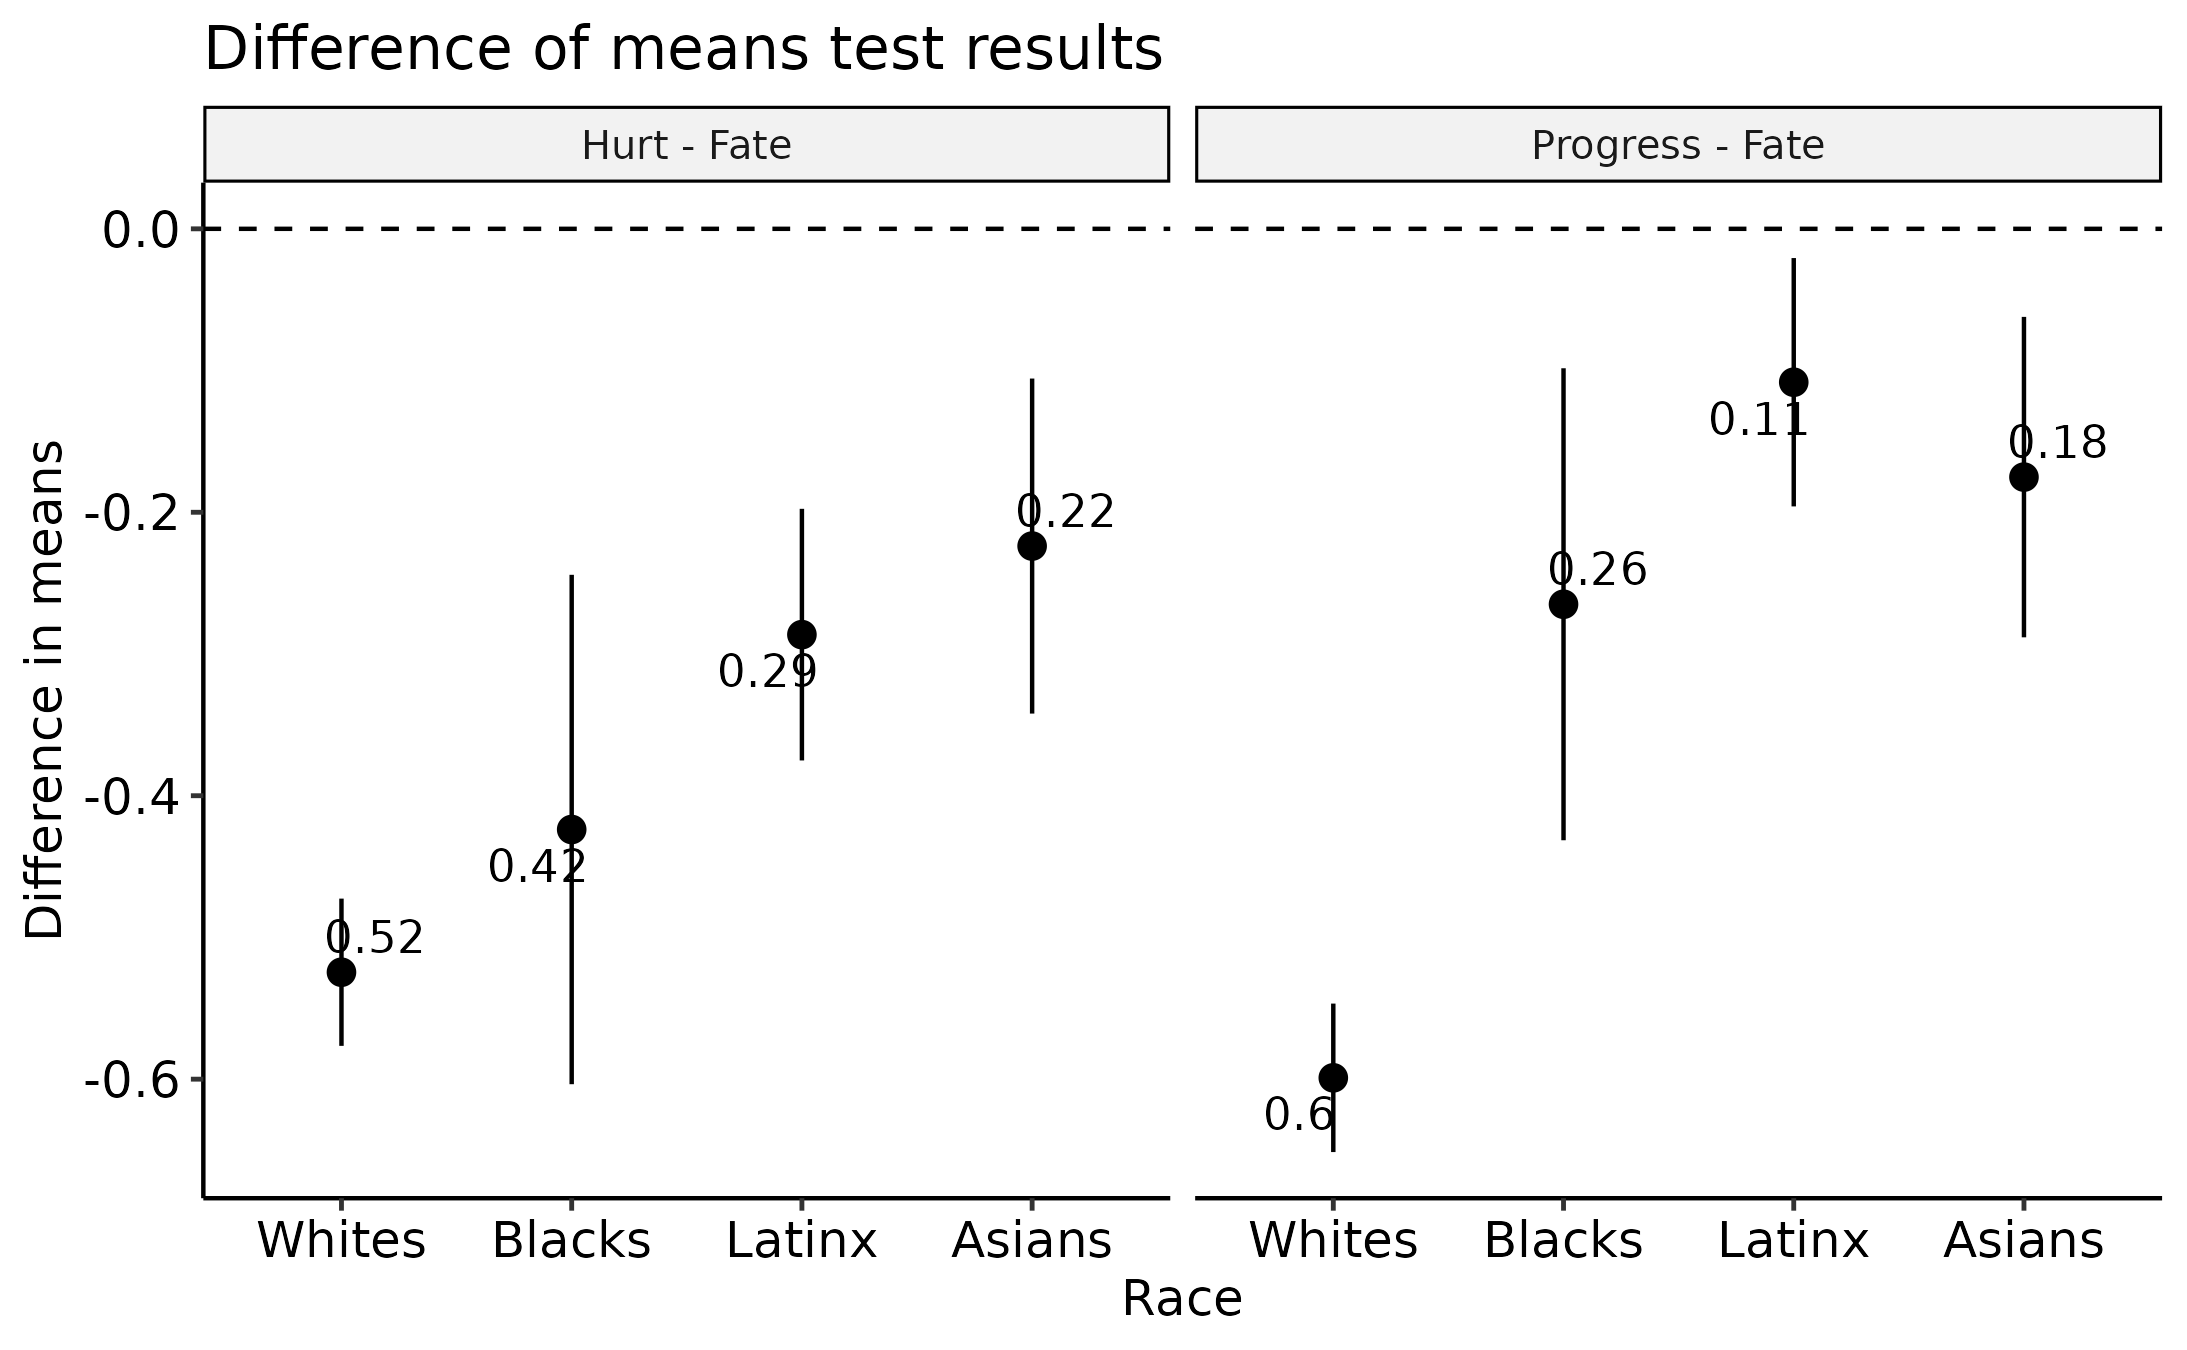 Difference of means test results
Hurt - Fate
Progress - Fate
Difference in means
0.0
-0.2
-0.4
-0.6
0.52
0.42
0.29
0.22
0.6
0.26
0.11
0.18
Whites Blacks Latinx Asians
Whites Blacks Latinx Asians
Race